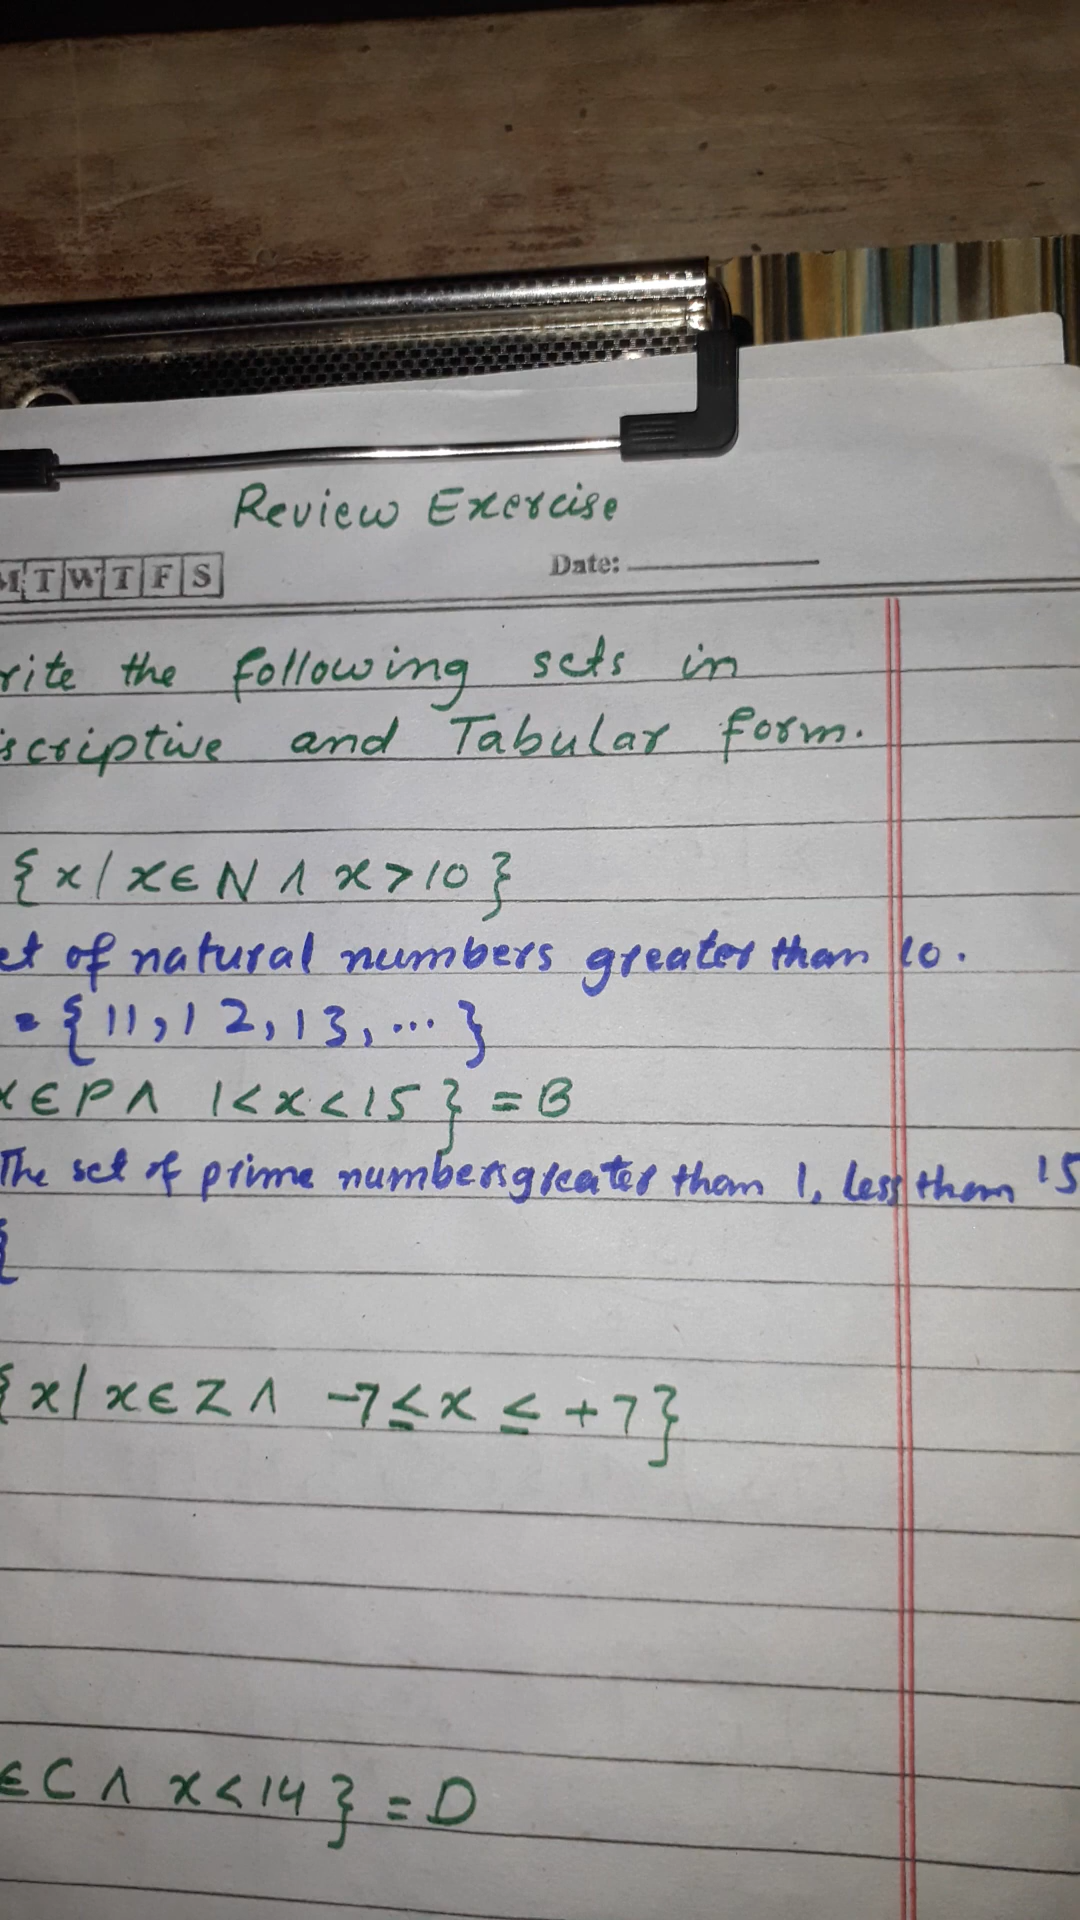 Review Exercise
M T W T F S Date:
rite the following sets in
scriptive and Tabular form.
{x/x∈N∧x>10}
et of natural numbers greater than 10.
= {11,12,13,...}
x∈P∧ 1<x<15} = B
The set of prime numbers greater than 1, less than 15
{
{x/x∈Z∧ -7≤x≤+7}
∈C∧ x<14} = D